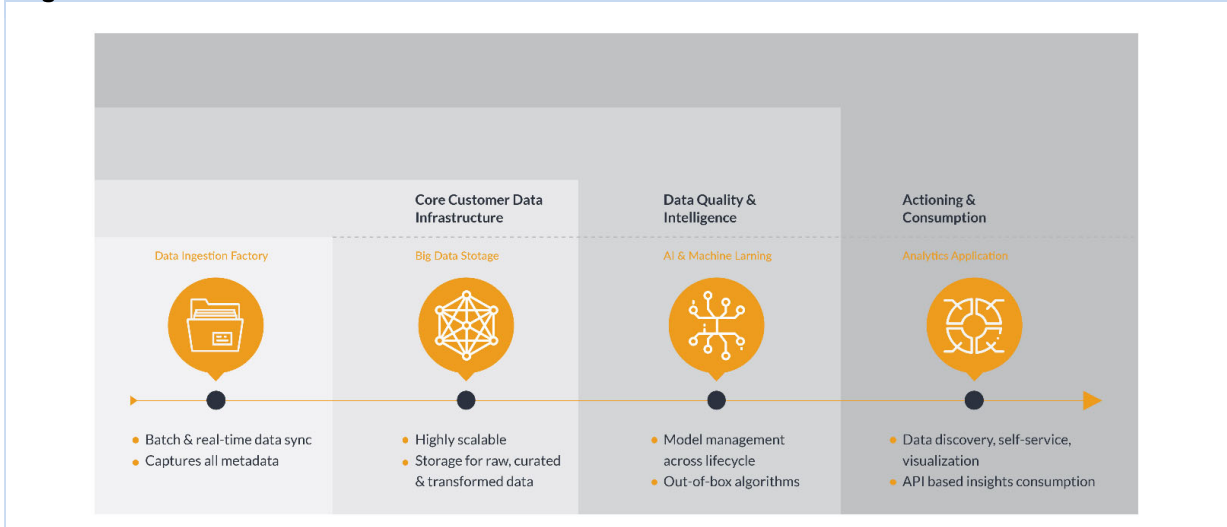 Core Customer Data
Infrastructure
Data Quality &
Intelligence
Actioning &
Consumption
Data Ingestion Factory
Big Data Stotage
AI & Machine Larning
Analytics Application
• Batch & real-time data sync
• Captures all metadata
• Highly scalable
• Storage for raw, curated
& transformed data
• Model management
across lifecycle
• Out-of-box algorithms
• Data discovery, self-service,
visualization
• API based insights consumption